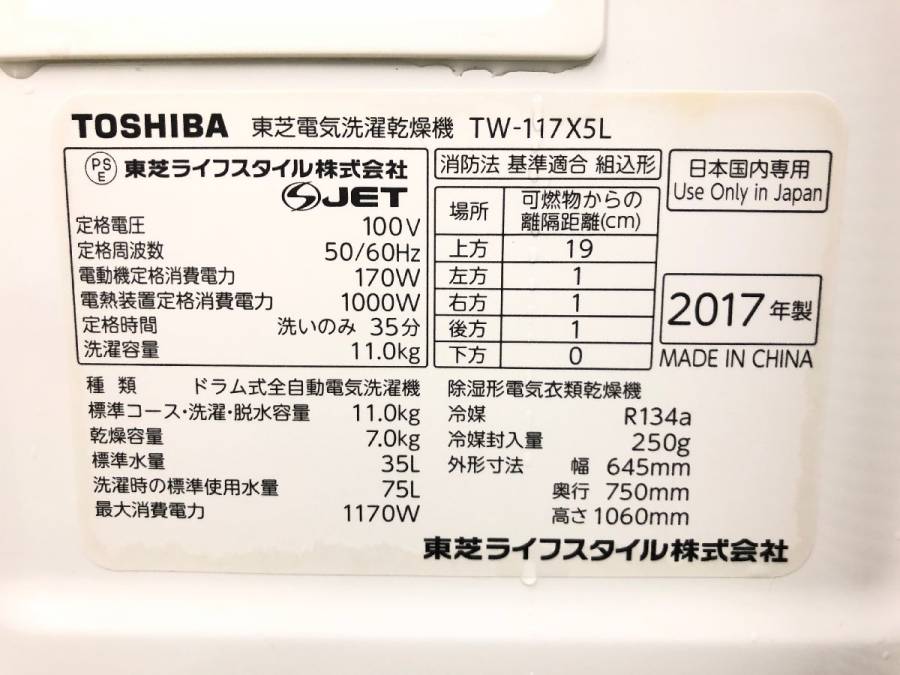 TOSHIBA 東芝電気洗濯乾燥機 TW-117X5L
PSE 東芝ライフスタイル株式会社
S JET
定格電圧 100V
定格周波数 50/60Hz
電動機定格消費電力 170W
電熱装置定格消費電力 1000W
定格時間 洗いのみ 35分
洗濯容量 11.0kg
消防法 基準適合 組込形
場所 可燃物からの離隔距離(cm)
上方 19
左方 1
右方 1
後方 1
下方 0
日本国内専用
Use Only in Japan
2017年製
MADE IN CHINA
種類 ドラム式全自動電気洗濯機
標準コース・洗濯・脱水容量 11.0kg
乾燥容量 7.0kg
標準水量 35L
洗濯時の標準使用水量 75L
最大消費電力 1170W
除湿形電気衣類乾燥機
冷媒 R134a
冷媒封入量 250g
外形寸法 幅 645mm
奥行 750mm
高さ 1060mm
東芝ライフスタイル株式会社